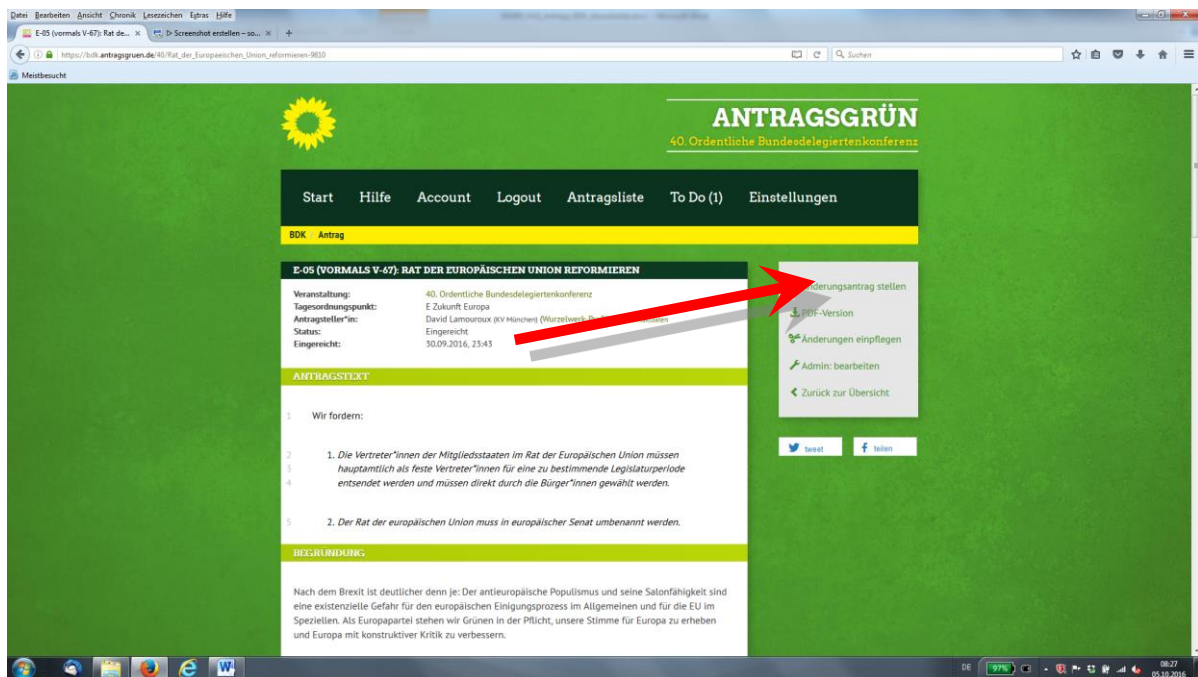 Datei Bearbeiten Ansicht Chronik Lesezeichen Extras Hilfe
E-05 (vormals V-67): Rat de...
Screenshot erstellen – so...
https://bdk.antragsgruen.de/40/Rat_der_Europaeischen_Union_reformieren-9810
Suchen
Meistbesucht
ANTRAGSGRÜN
40. Ordentliche Bundesdelegiertenkonferenz
Start Hilfe Account Logout Antragsliste To Do (1) Einstellungen
BDK / Antrag
E-05 (VORMALS V-67): RAT DER EUROPÄISCHEN UNION REFORMIEREN
Veranstaltung: 40. Ordentliche Bundesdelegiertenkonferenz
Tagesordnungspunkt: E Zukunft Europa
Antragsteller*in: David Lamouroux (KV München) (Wurzelwerk
Status: Eingereicht
Eingereicht: 30.09.2016, 23:43
Änderungsantrag stellen
PDF-Version
Änderungen einpflegen
Admin: bearbeiten
Zurück zur Übersicht
tweet
teilen
ANTRAGSTEXT
1 Wir fordern:
2 1. Die Vertreter*innen der Mitgliedsstaaten im Rat der Europäischen Union müssen
3 hauptamtlich als feste Vertreter*innen für eine zu bestimmende Legislaturperiode
4 entsendet werden und müssen direkt durch die Bürger*innen gewählt werden.
5 2. Der Rat der europäischen Union muss in europäischer Senat umbenannt werden.
BEGRÜNDUNG
Nach dem Brexit ist deutlicher denn je: Der antieuropäische Populismus und seine Salonfähigkeit sind
eine existenzielle Gefahr für den europäischen Einigungsprozess im Allgemeinen und für die EU im
Speziellen. Als Europapartei stehen wir Grünen in der Pflicht, unsere Stimme für Europa zu erheben
und Europa mit konstruktiver Kritik zu verbessern.
DE 97% 08:27
05.10.2016